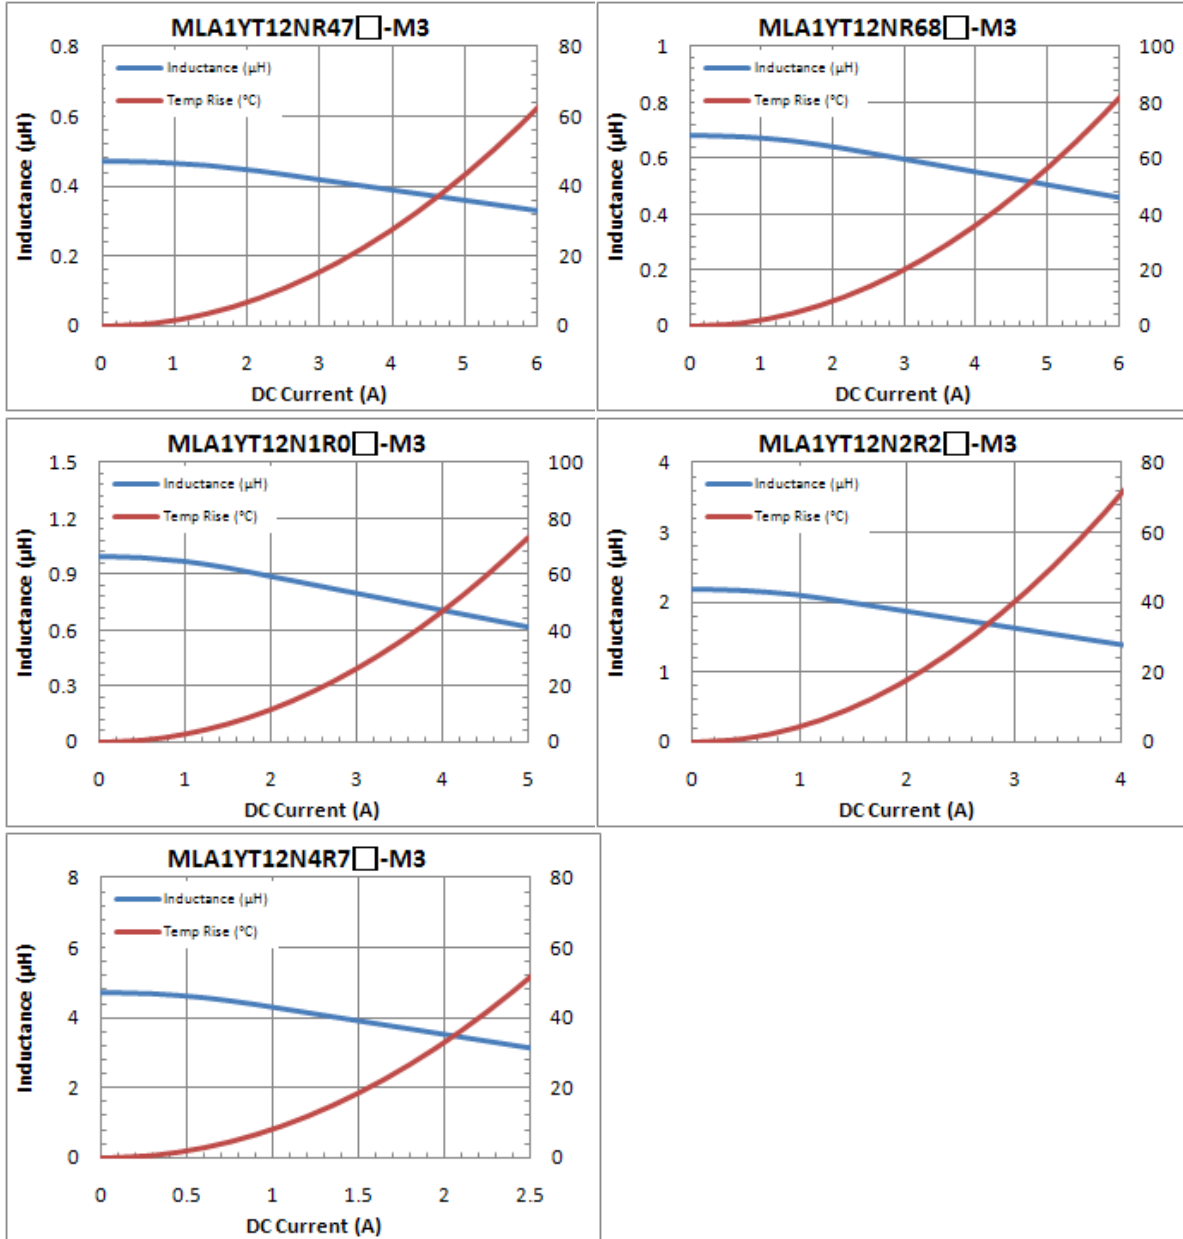 MLA1YT12NR47□-M3
Inductance (µH)
Temp Rise (°C)
Inductance (µH)
0.8
0.6
0.4
0.2
0
80
60
40
20
0
0 1 2 3 4 5 6
DC Current (A)
MLA1YT12NR68□-M3
Inductance (µH)
Temp Rise (°C)
Inductance (µH)
1
0.8
0.6
0.4
0.2
0
100
80
60
40
20
0
0 1 2 3 4 5 6
DC Current (A)
MLA1YT12N1R0□-M3
Inductance (µH)
Temp Rise (°C)
Inductance (µH)
1.5
1.2
0.9
0.6
0.3
0
100
80
60
40
20
0
0 1 2 3 4 5
DC Current (A)
MLA1YT12N2R2□-M3
Inductance (µH)
Temp Rise (°C)
Inductance (µH)
4
3
2
1
0
80
60
40
20
0
0 1 2 3 4
DC Current (A)
MLA1YT12N4R7□-M3
Inductance (µH)
Temp Rise (°C)
Inductance (µH)
8
6
4
2
0
80
60
40
20
0
0 0.5 1 1.5 2 2.5
DC Current (A)